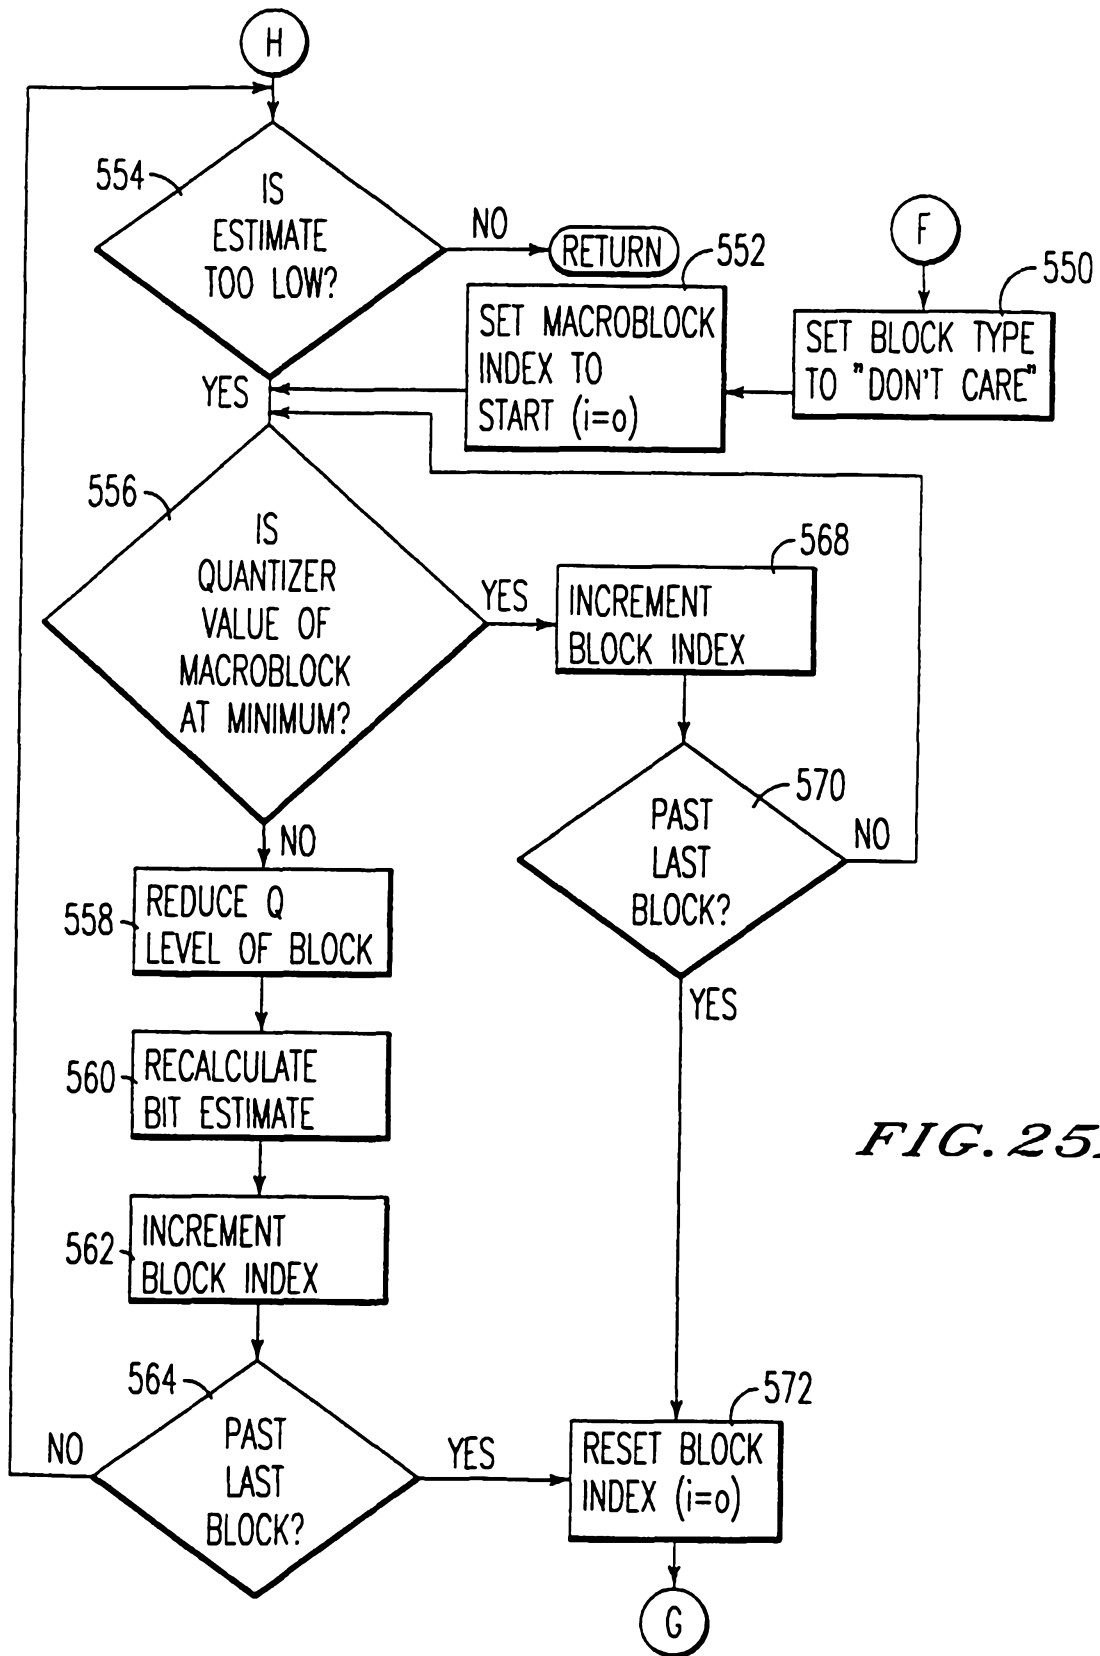 H
554
IS
ESTIMATE
TOO LOW?
NO
RETURN
YES
F
550
SET BLOCK TYPE
TO "DON'T CARE"
552
SET MACROBLOCK
INDEX TO
START (i=o)
556
IS
QUANTIZER
VALUE OF
MACROBLOCK
AT MINIMUM?
YES
568
INCREMENT
BLOCK INDEX
570
PAST
LAST
BLOCK?
NO
YES
NO
558
REDUCE Q
LEVEL OF BLOCK
560
RECALCULATE
BIT ESTIMATE
562
INCREMENT
BLOCK INDEX
564
PAST
LAST
BLOCK?
NO
YES
572
RESET BLOCK
INDEX (i=o)
G
FIG. 25